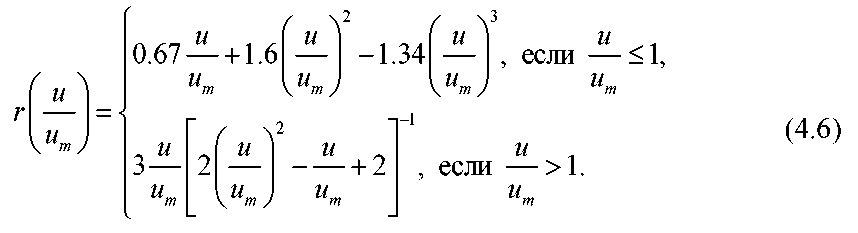 0.67 u/u_m + 1.6 (u/u_m)^2 − 1.34 (u/u_m)^3, если u/u_m ≤ 1,
r(u/u_m) = { (4.6)
3 u/u_m [2 (u/u_m)^2 − u/u_m + 2]^−1, если u/u_m > 1.